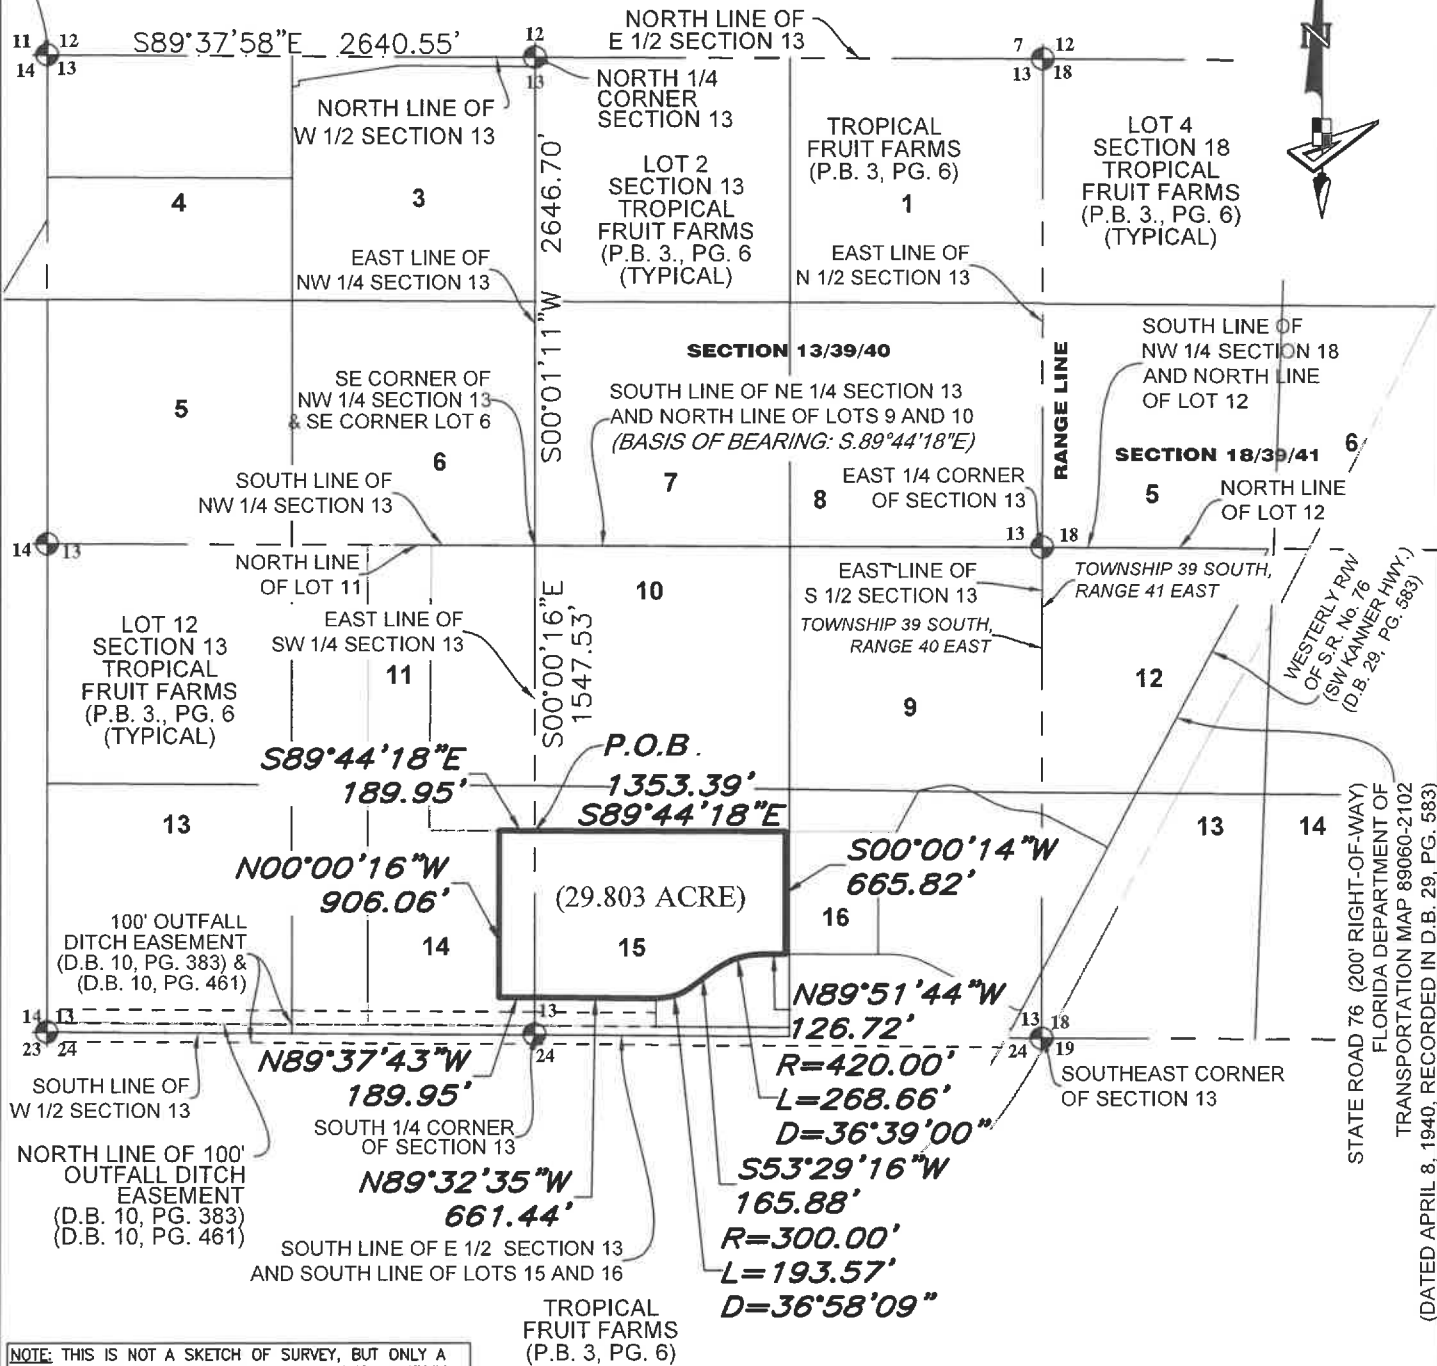 NORTH LINE OF
E 1/2 SECTION 13
11 12
14 13
S89°37'58"E 2640.55'
12
13
7 12
13 18
N
NORTH 1/4
CORNER
SECTION 13
NORTH LINE OF
W 1/2 SECTION 13
TROPICAL
FRUIT FARMS
(P.B. 3, PG. 6)
1
LOT 4
SECTION 18
TROPICAL
FRUIT FARMS
(P.B. 3., PG. 6)
(TYPICAL)
LOT 2
SECTION 13
TROPICAL
FRUIT FARMS
(P.B. 3., PG. 6
(TYPICAL)
4
3
S00°01'11"W 2646.70'
EAST LINE OF
NW 1/4 SECTION 13
EAST LINE OF
N 1/2 SECTION 13
SECTION 13/39/40
RANGE LINE
SOUTH LINE OF
NW 1/4 SECTION 18
AND NORTH LINE
OF LOT 12
SE CORNER OF
NW 1/4 SECTION 13
& SE CORNER LOT 6
SOUTH LINE OF NE 1/4 SECTION 13
AND NORTH LINE OF LOTS 9 AND 10
(BASIS OF BEARING: S.89°44'18"E)
5
6
7
8
SECTION 18/39/41
6
5
SOUTH LINE OF
NW 1/4 SECTION 13
EAST 1/4 CORNER
OF SECTION 13
NORTH LINE
OF LOT 12
14 13
13 18
NORTH LINE
OF LOT 11
10
EAST LINE OF
S 1/2 SECTION 13
TOWNSHIP 39 SOUTH,
RANGE 41 EAST
TOWNSHIP 39 SOUTH,
RANGE 40 EAST
WESTERLY R/W
OF S.R. No. 76
(SW KANNER HWY.)
(D.B. 29, PG. 583)
LOT 12
SECTION 13
TROPICAL
FRUIT FARMS
(P.B. 3., PG. 6
(TYPICAL)
EAST LINE OF
SW 1/4 SECTION 13
11
S00°00'16"E
1547.53'
9
12
S89°44'18"E
189.95'
P.O.B.
1353.39'
S89°44'18"E
13
13
14
N00°00'16"W
906.06'
(29.803 ACRE)
S00°00'14"W
665.82'
16
14
15
100' OUTFALL
DITCH EASEMENT
(D.B. 10, PG. 383) &
(D.B. 10, PG. 461)
N89°51'44"W
126.72'
14 13
23 24
13
24
13 18
24 19
N89°37'43"W
189.95'
R=420.00'
L=268.66'
D=36°39'00"
SOUTHEAST CORNER
OF SECTION 13
SOUTH LINE OF
W 1/2 SECTION 13
SOUTH 1/4 CORNER
OF SECTION 13
NORTH LINE OF 100'
OUTFALL DITCH
EASEMENT
(D.B. 10, PG. 383)
(D.B. 10, PG. 461)
N89°32'35"W
661.44'
S53°29'16"W
165.88'
SOUTH LINE OF E 1/2 SECTION 13
AND SOUTH LINE OF LOTS 15 AND 16
R=300.00'
L=193.57'
D=36°58'09"
STATE ROAD 76 (200' RIGHT-OF-WAY)
FLORIDA DEPARTMENT OF
TRANSPORTATION MAP 89060-2102
(DATED APRIL 8, 1940, RECORDED IN D.B. 29, PG. 583)
TROPICAL
FRUIT FARMS
(P.B. 3, PG. 6)
NOTE: THIS IS NOT A SKETCH OF SURVEY, BUT ONLY A